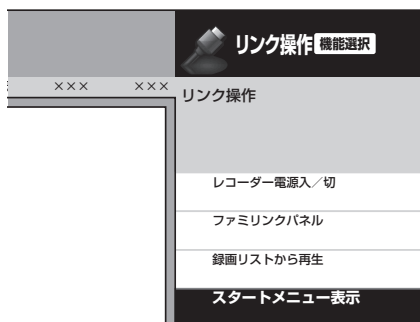 リンク操作 機能選択
××× ×××
リンク操作
レコーダー電源入／切
ファミリンクパネル
録画リストから再生
スタートメニュー表示